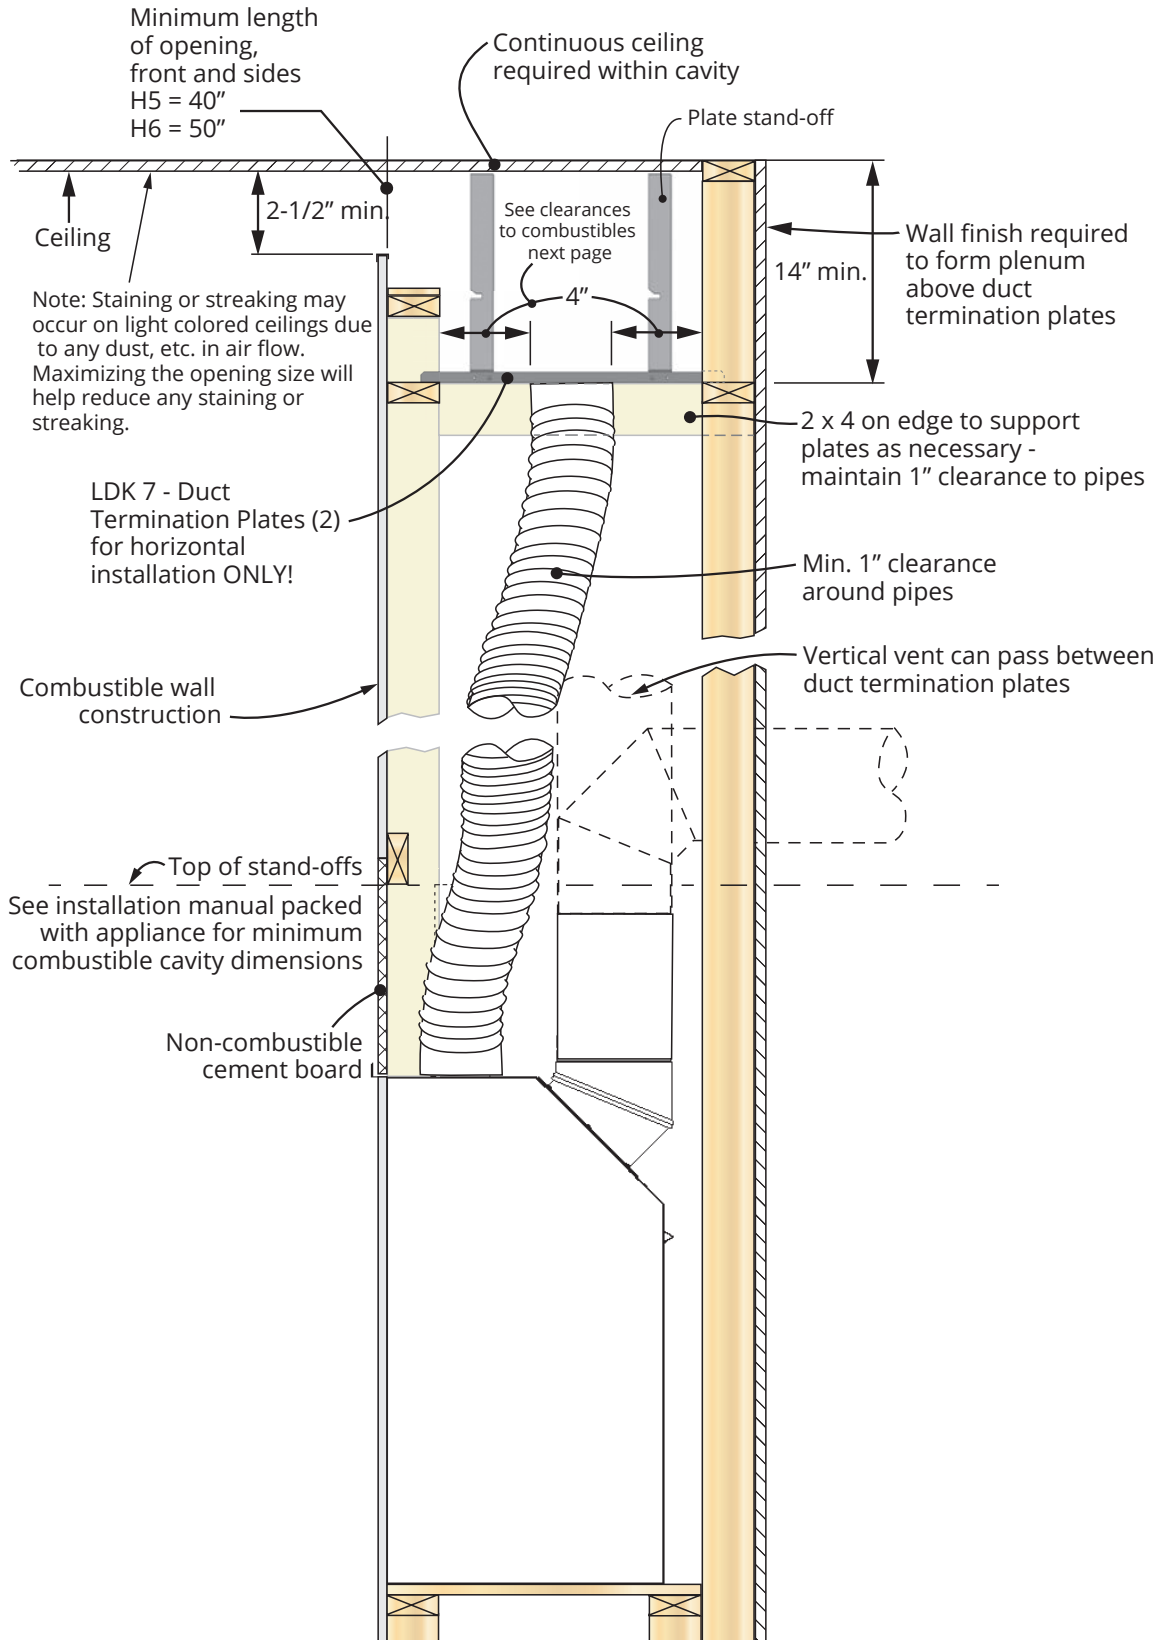 Minimum length
of opening,
front and sides
H5 = 40”
H6 = 50”
Continuous ceiling
required within cavity
Plate stand-off
2-1/2” min.
Ceiling
See clearances
to combustibles
next page
4”
14” min.
Wall finish required
to form plenum
above duct
termination plates
Note: Staining or streaking may
occur on light colored ceilings due
to any dust, etc. in air flow.
Maximizing the opening size will
help reduce any staining or
streaking.
2 x 4 on edge to support
plates as necessary -
maintain 1” clearance to pipes
LDK 7 - Duct
Termination Plates (2)
for horizontal
installation ONLY!
Min. 1” clearance
around pipes
Vertical vent can pass between
duct termination plates
Combustible wall
construction
Top of stand-offs
See installation manual packed
with appliance for minimum
combustible cavity dimensions
Non-combustible
cement board